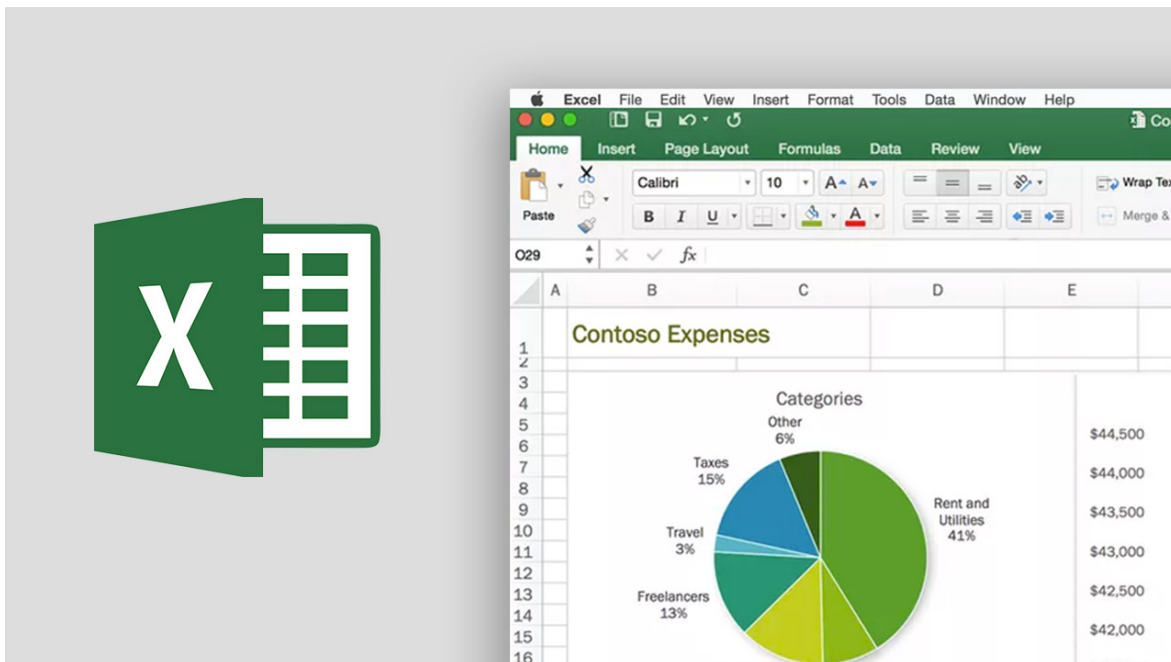 X
Excel File Edit View Insert Format Tools Data Window Help
Home Insert Page Layout Formulas Data Review View
Calibri 10 A A Wrap
Paste B I U A Merge &
O29 fx
A B C D E
1 Contoso Expenses
2
3
4 Categories
5 Other
6 6% $44,500
7 Taxes
15% $44,000
8
9 Rent and
Utilities $43,500
10 Travel 41%
11 3% $43,000
12
13 Freelancers $42,500
14 13%
15 $42,000
16